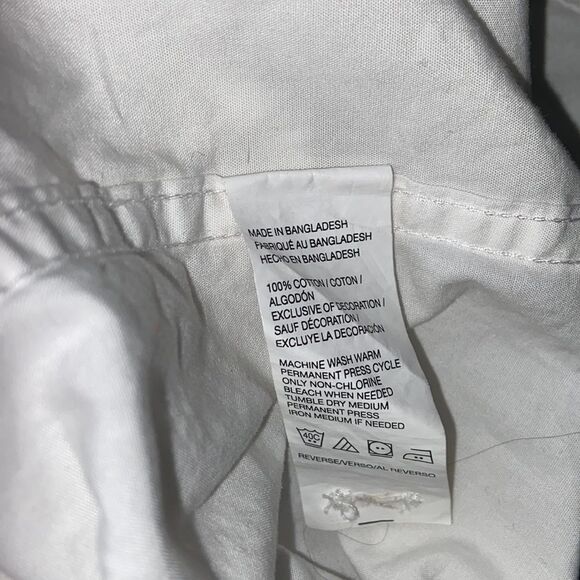 MADE IN BANGLADESH
FABRIQUÉ AU BANGLADESH
HECHO EN BANGLADESH
100% COTTON / COTON /
ALGODÓN
EXCLUSIVE OF DECORATION /
SAUF DÉCORATION /
EXCLUYE LA DECORACIÓN
MACHINE WASH WARM
PERMANENT PRESS CYCLE
ONLY NON-CHLORINE
BLEACH WHEN NEEDED
TUMBLE DRY MEDIUM
PERMANENT PRESS
IRON MEDIUM IF NEEDED
40C
REVERSE/VERSO/AL REVERSO